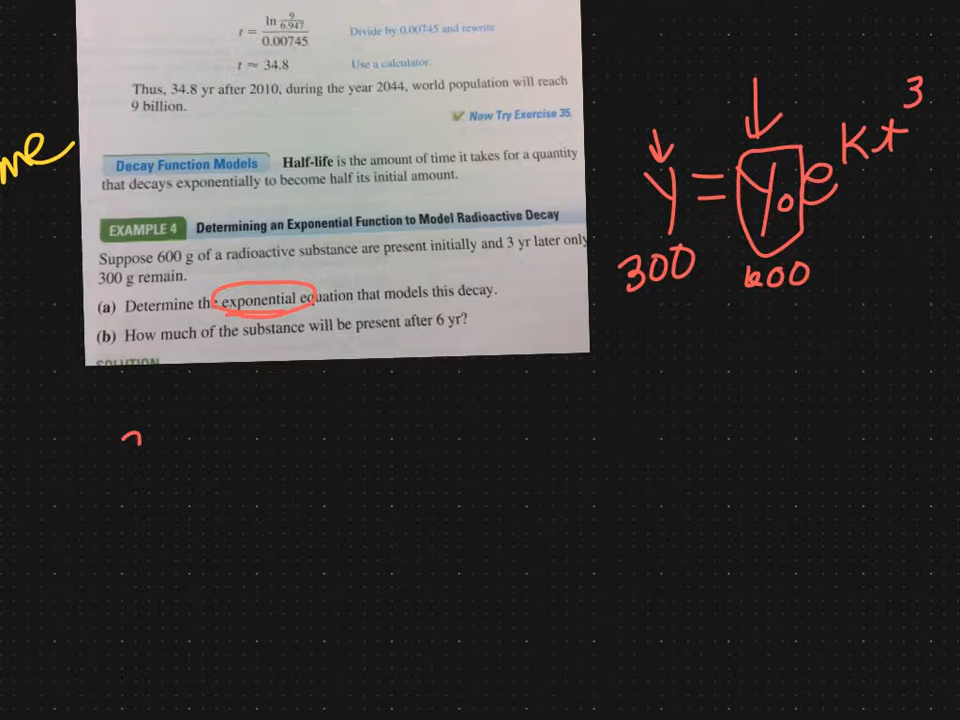 t = ln 9/6.947 / 0.00745 Divide by 0.00745 and rewrite
t ≈ 34.8 Use a calculator.
Thus, 34.8 yr after 2010, during the year 2044, world population will reach
9 billion.
Now Try Exercise 35.
Decay Function Models Half-life is the amount of time it takes for a quantity
that decays exponentially to become half its initial amount.
EXAMPLE 4 Determining an Exponential Function to Model Radioactive Decay
Suppose 600 g of a radioactive substance are present initially and 3 yr later only
300 g remain.
(a) Determine the exponential equation that models this decay.
(b) How much of the substance will be present after 6 yr?
SOLUTION
me
3
y = y₀e^kt
300 600